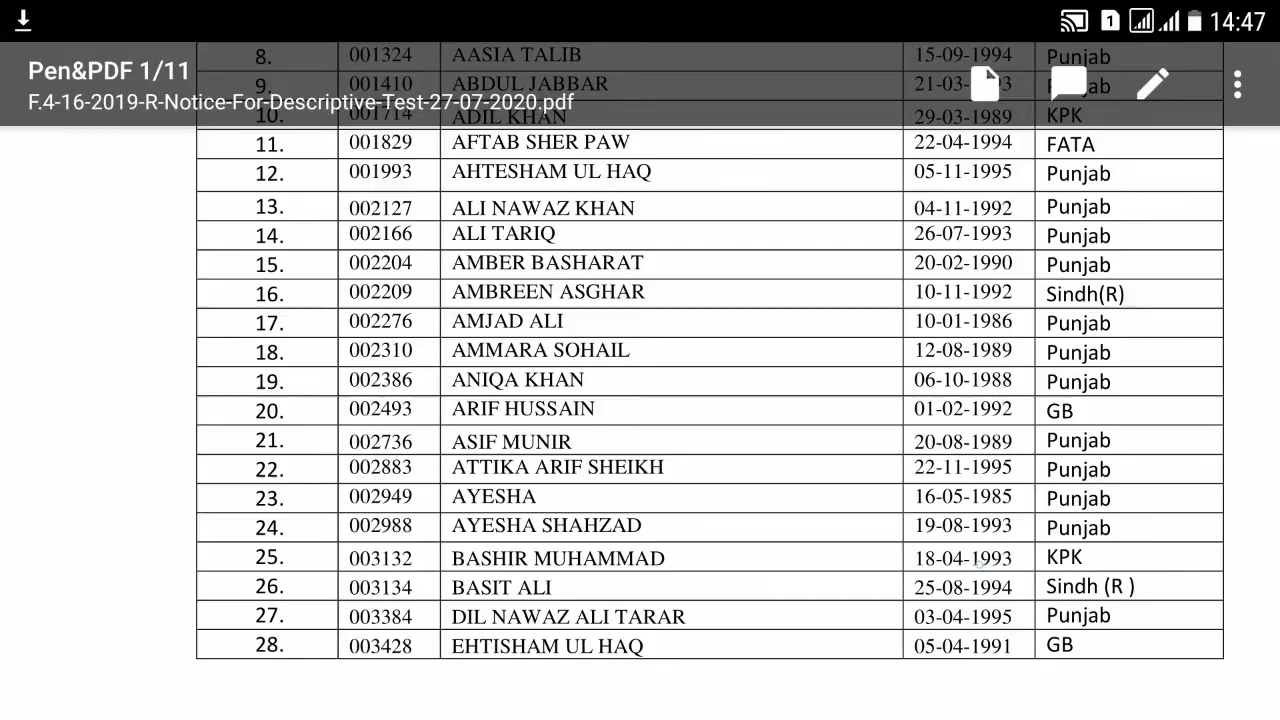 14:47
Pen&PDF 1/11
F.4-16-2019-R-Notice-For-Descriptive-Test-27-07-2020.pdf
8. 001324 AASIA TALIB 15-09-1994 Punjab
9. 001410 ABDUL JABBAR 21-03-
10. 001714 ADIL KHAN 29-03-1989 KPK
11. 001829 AFTAB SHER PAW 22-04-1994 FATA
12. 001993 AHTESHAM UL HAQ 05-11-1995 Punjab
13. 002127 ALI NAWAZ KHAN 04-11-1992 Punjab
14. 002166 ALI TARIQ 26-07-1993 Punjab
15. 002204 AMBER BASHARAT 20-02-1990 Punjab
16. 002209 AMBREEN ASGHAR 10-11-1992 Sindh(R)
17. 002276 AMJAD ALI 10-01-1986 Punjab
18. 002310 AMMARA SOHAIL 12-08-1989 Punjab
19. 002386 ANIQA KHAN 06-10-1988 Punjab
20. 002493 ARIF HUSSAIN 01-02-1992 GB
21. 002736 ASIF MUNIR 20-08-1989 Punjab
22. 002883 ATTIKA ARIF SHEIKH 22-11-1995 Punjab
23. 002949 AYESHA 16-05-1985 Punjab
24. 002988 AYESHA SHAHZAD 19-08-1993 Punjab
25. 003132 BASHIR MUHAMMAD 18-04-1993 KPK
26. 003134 BASIT ALI 25-08-1994 Sindh (R )
27. 003384 DIL NAWAZ ALI TARAR 03-04-1995 Punjab
28. 003428 EHTISHAM UL HAQ 05-04-1991 GB